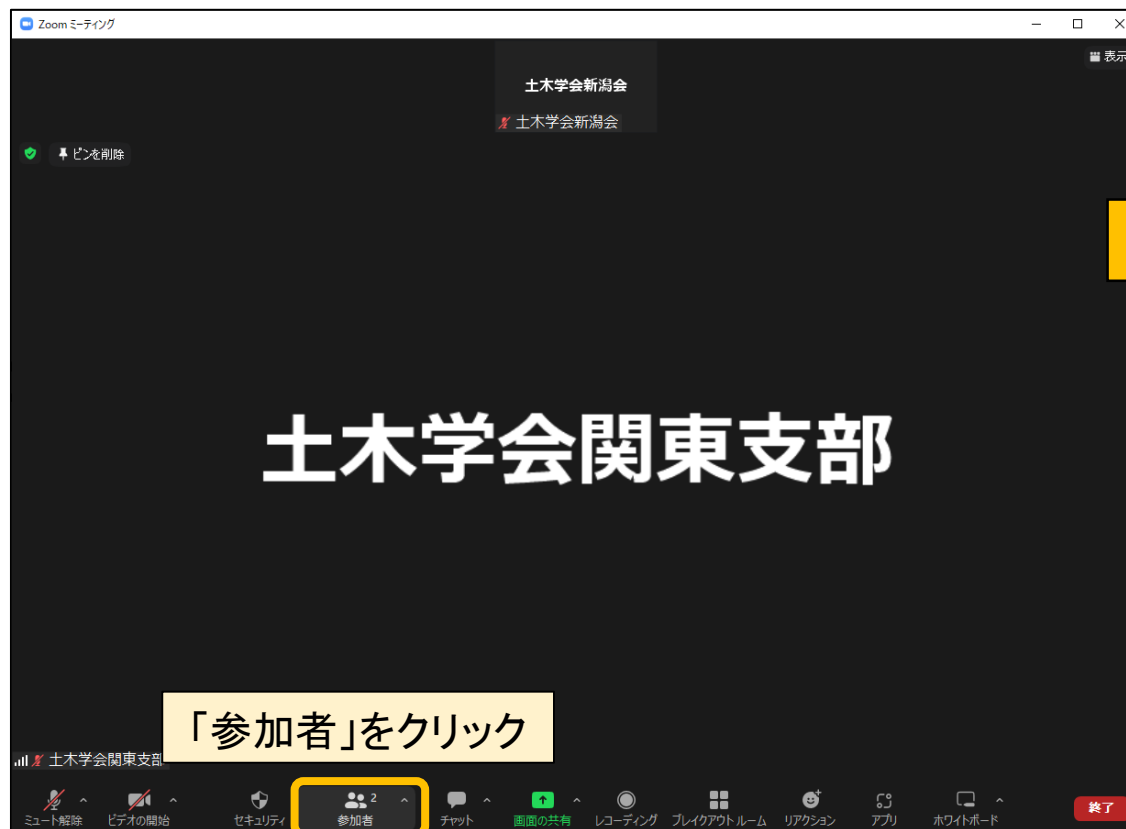 Zoom ミーティング
表示
土木学会新潟会
土木学会新潟会
ピンを削除
土木学会関東支部
「参加者」をクリック
土木学会関東支部
2
ミュート解除
ビデオの開始
セキュリティ
参加者
チャット
画面の共有
レコーディング
ブレイクアウト ルーム
リアクション
アプリ
ホワイトボード
終了